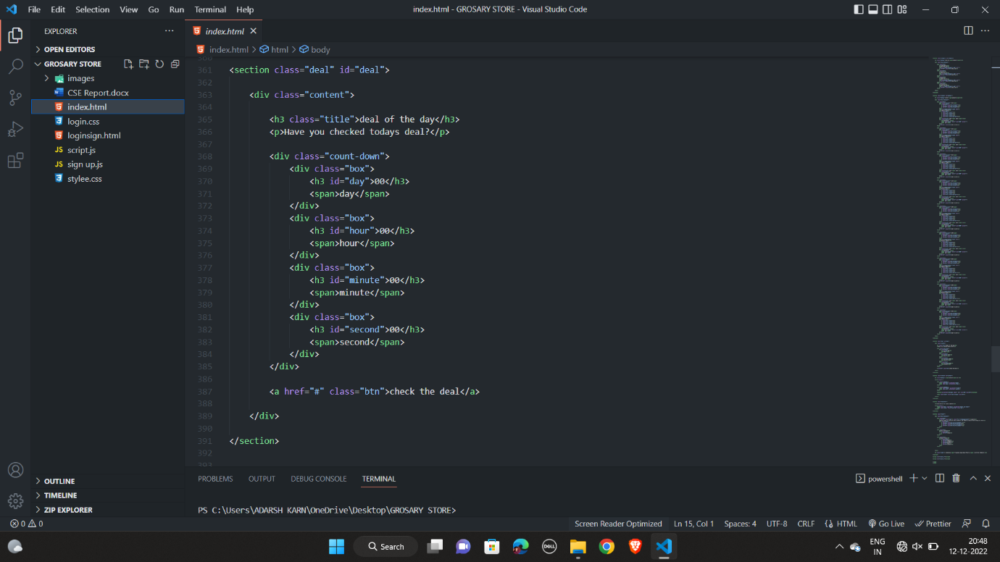 File Edit Selection View Go Run Terminal Help
index.html - GROSARY STORE - Visual Studio Code
EXPLORER
index.html
OPEN EDITORS
index.html > html > body
GROSARY STORE
images
CSE Report.docx
index.html
login.css
loginsign.html
JS script.js
JS sign up.js
stylee.css
361 <section class="deal" id="deal">
362
363 <div class="content">
364
365 <h3 class="title">deal of the day</h3>
366 <p>Have you checked todays deal?</p>
367
368 <div class="count-down">
369 <div class="box">
370 <h3 id="day">00</h3>
371 <span>day</span>
372 </div>
373 <div class="box">
374 <h3 id="hour">00</h3>
375 <span>hour</span>
376 </div>
377 <div class="box">
378 <h3 id="minute">00</h3>
379 <span>minute</span>
380 </div>
381 <div class="box">
382 <h3 id="second">00</h3>
383 <span>second</span>
384 </div>
385 </div>
386
387 <a href="#" class="btn">check the deal</a>
388
389 </div>
390
391 </section>
392
393
OUTLINE
TIMELINE
ZIP EXPLORER
PROBLEMS OUTPUT DEBUG CONSOLE TERMINAL
powershell
PS C:\Users\ADARSH KARN\OneDrive\Desktop\GROSARY STORE>
0 0
Screen Reader Optimized Ln 15, Col 1 Spaces: 4 UTF-8 CRLF HTML Go Live Prettier
Search
DELL
ENG
IN
20:48
12-12-2022